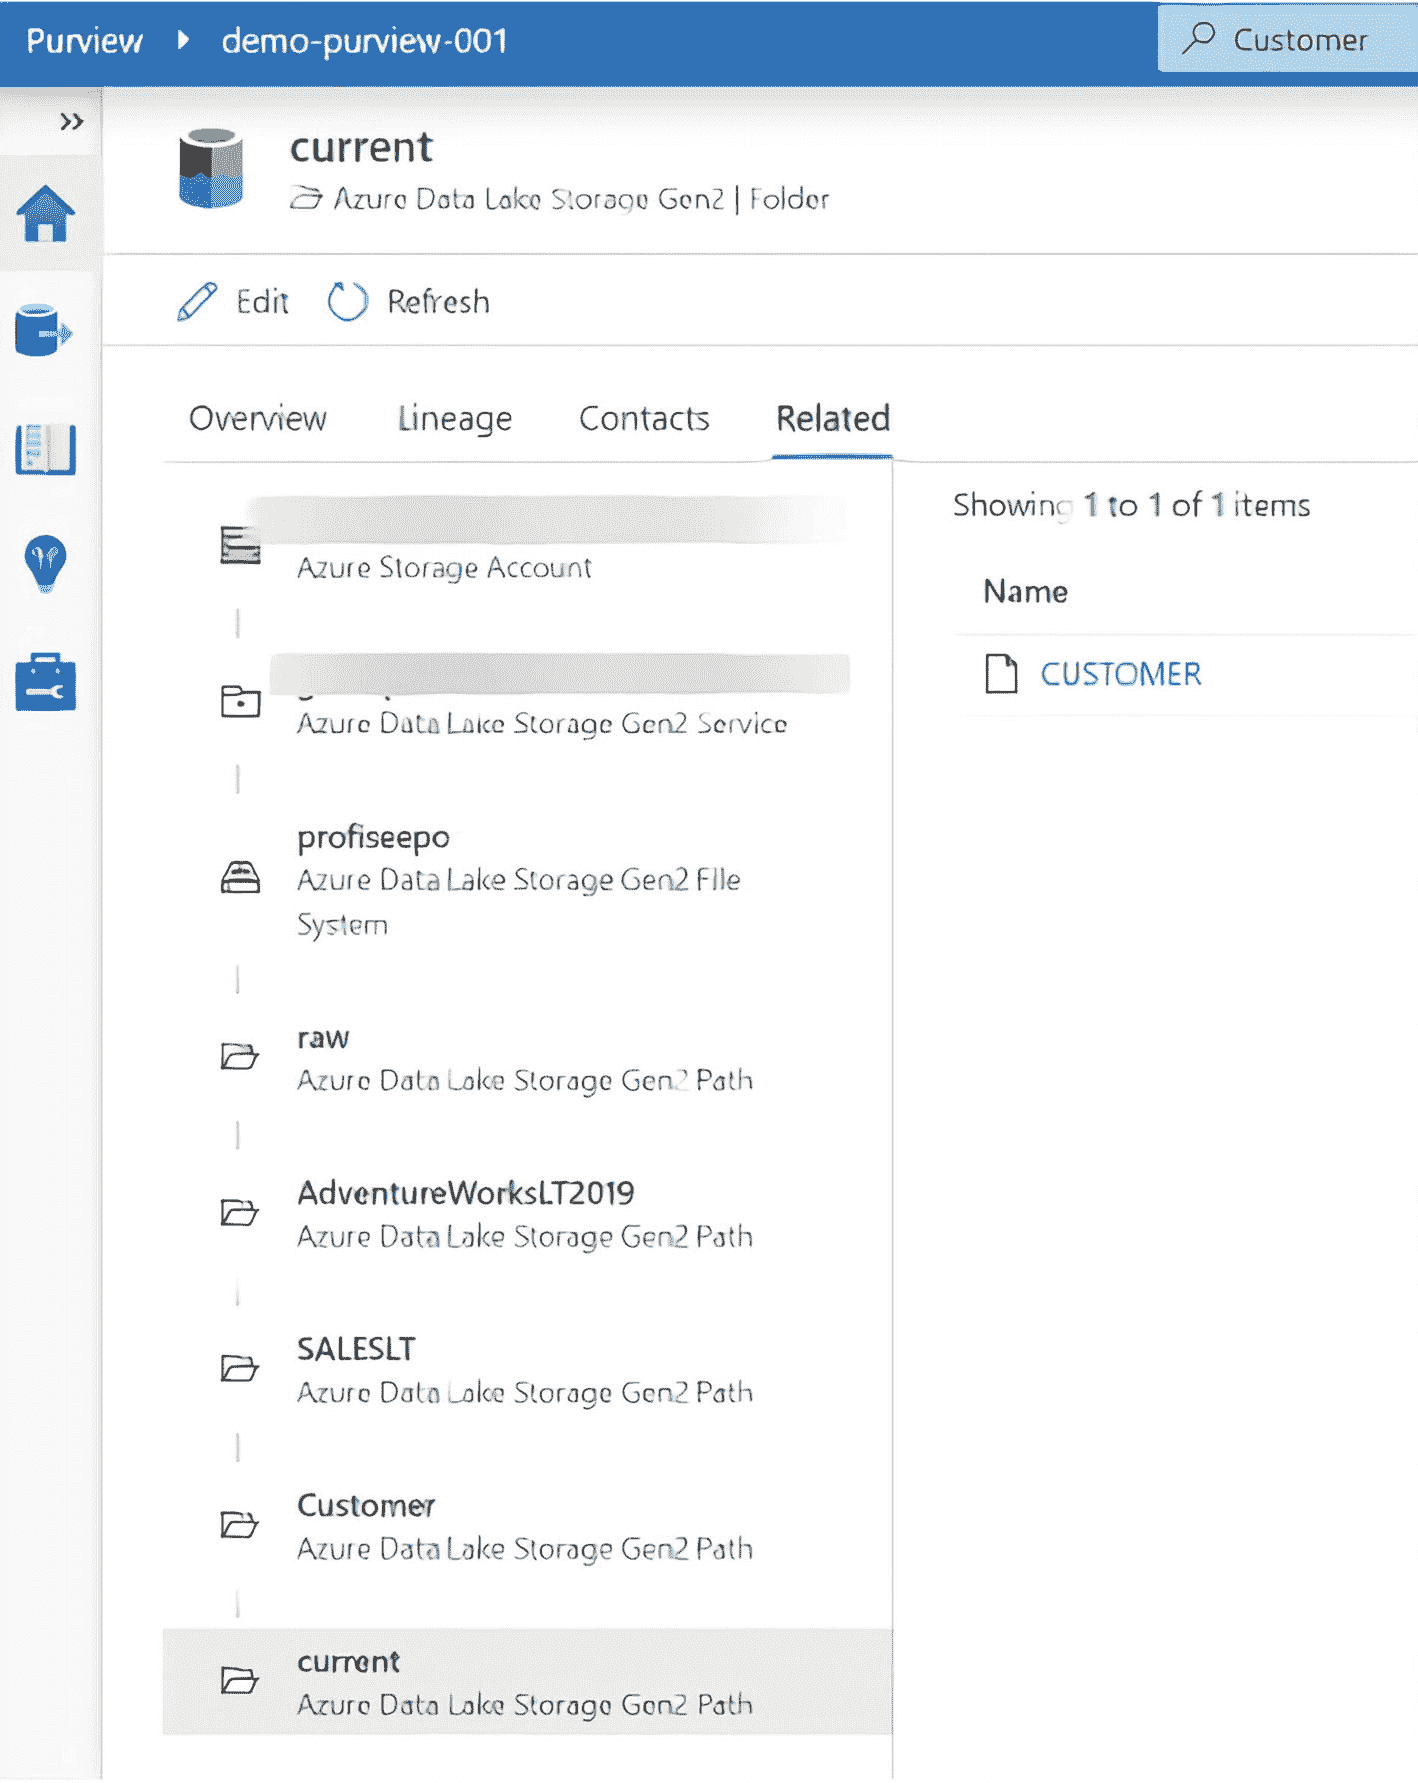 Purview demo-purview-001 Customer
current
Azure Data Lake Storage Gen2 | Folder
Edit Refresh
Overview Lineage Contacts Related
Azure Storage Account
Azure Data Lake Storage Gen2 Service
profiseepo
Azure Data Lake Storage Gen2 File
System
raw
Azure Data Lake Storage Gen2 Path
AdventureWorksLT2019
Azure Data Lake Storage Gen2 Path
SALESLT
Azure Data Lake Storage Gen2 Path
Customer
Azure Data Lake Storage Gen2 Path
current
Azure Data Lake Storage Gen2 Path
Showing 1 to 1 of 1 items
Name
CUSTOMER